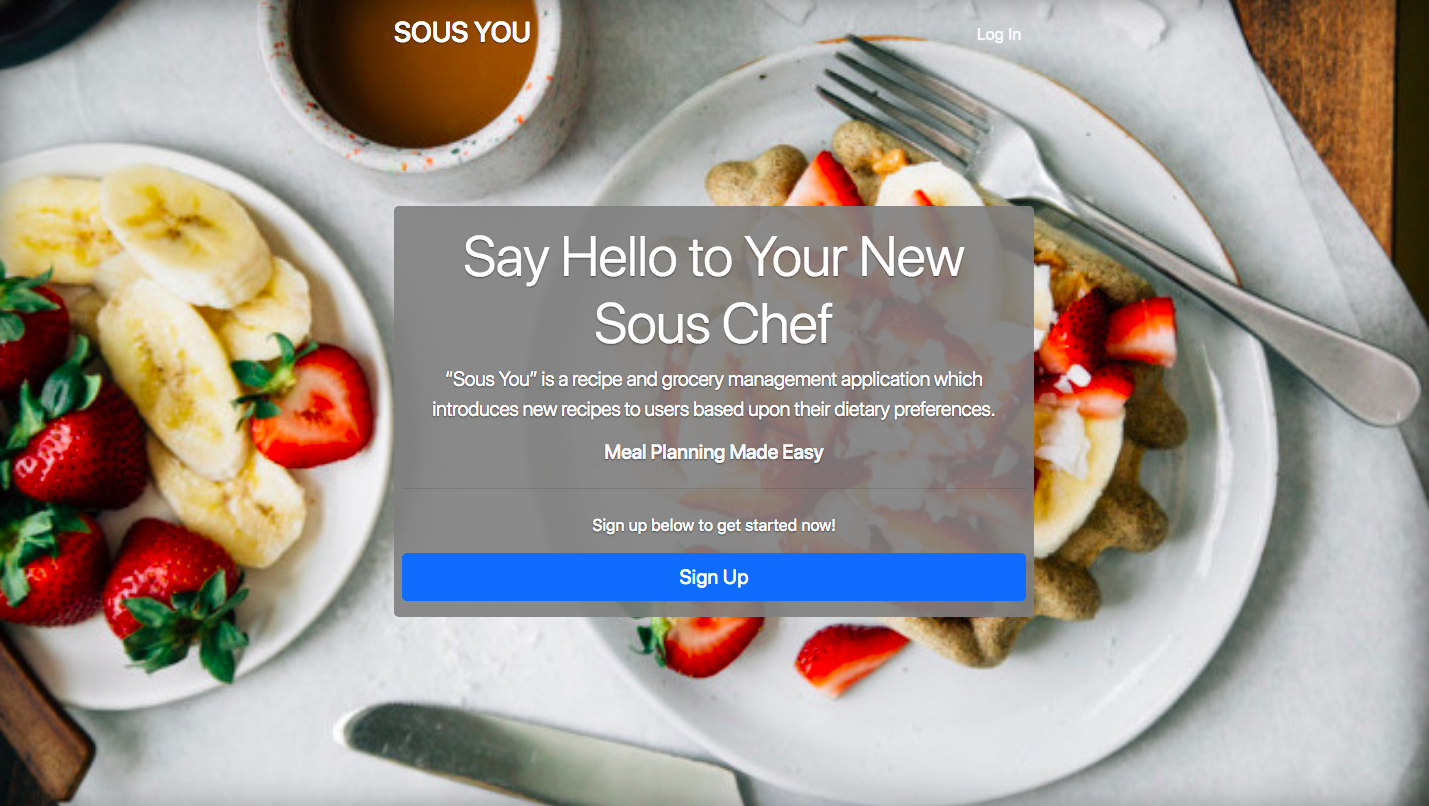 SOUS YOU
Log In
Say Hello to Your New
Sous Chef
“Sous You” is a recipe and grocery management application which
introduces new recipes to users based upon their dietary preferences.
Meal Planning Made Easy
Sign up below to get started now!
Sign Up